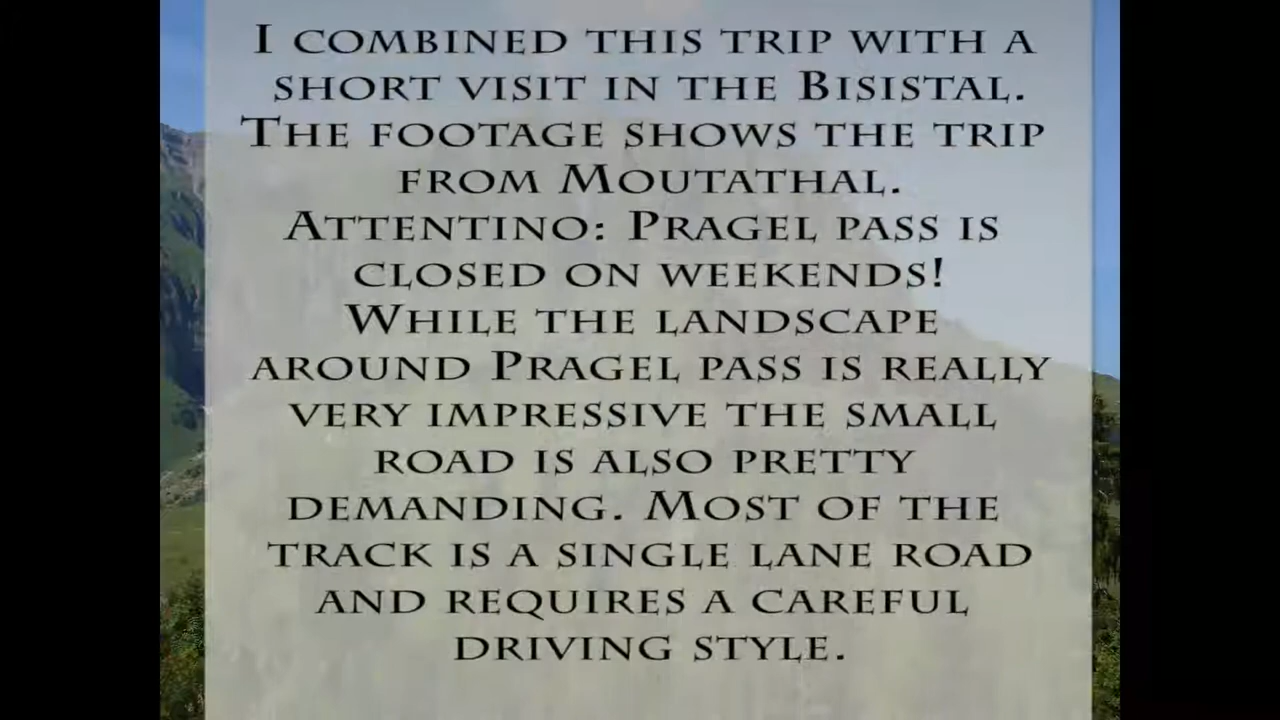 I combined this trip with a
short visit in the Bisistal.
The footage shows the trip
from Moutathal.
Attentino: Pragel pass is
closed on weekends!
While the landscape
around Pragel pass is really
very impressive the small
road is also pretty
demanding. Most of the
track is a single lane road
and requires a careful
driving style.